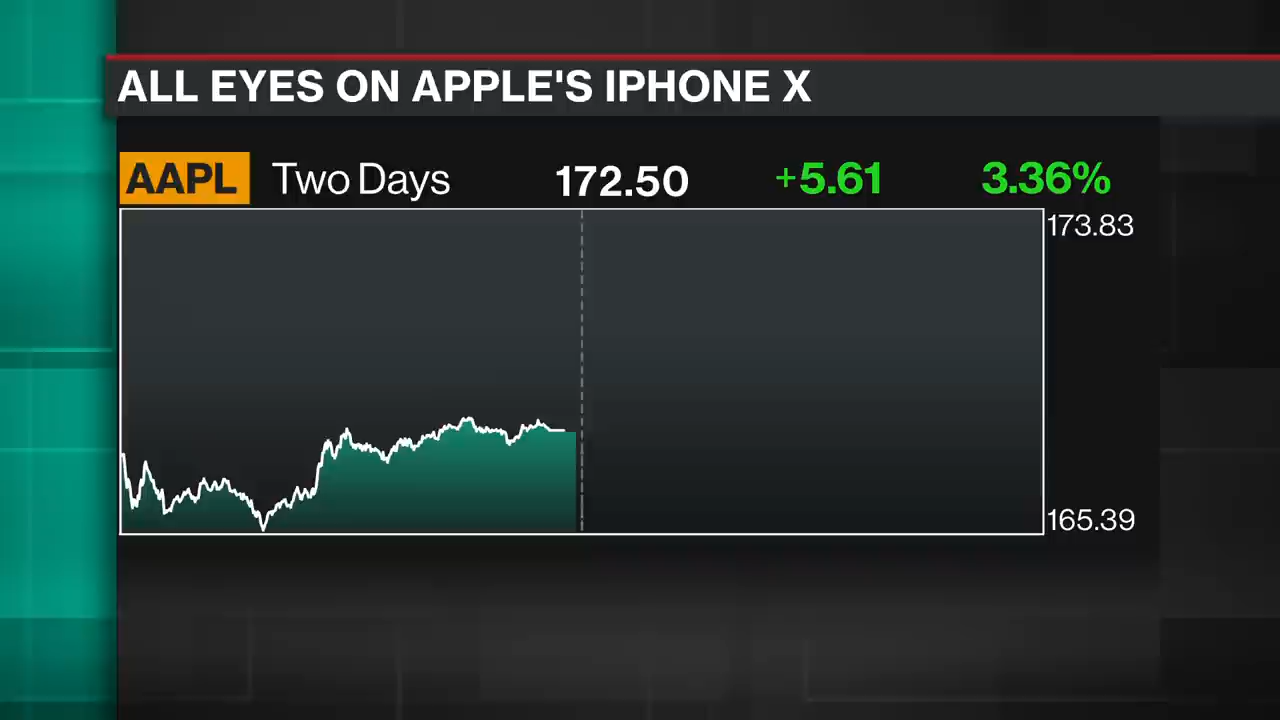 ALL EYES ON APPLE'S IPHONE X
AAPL Two Days 172.50 +5.61 3.36%
173.83
165.39